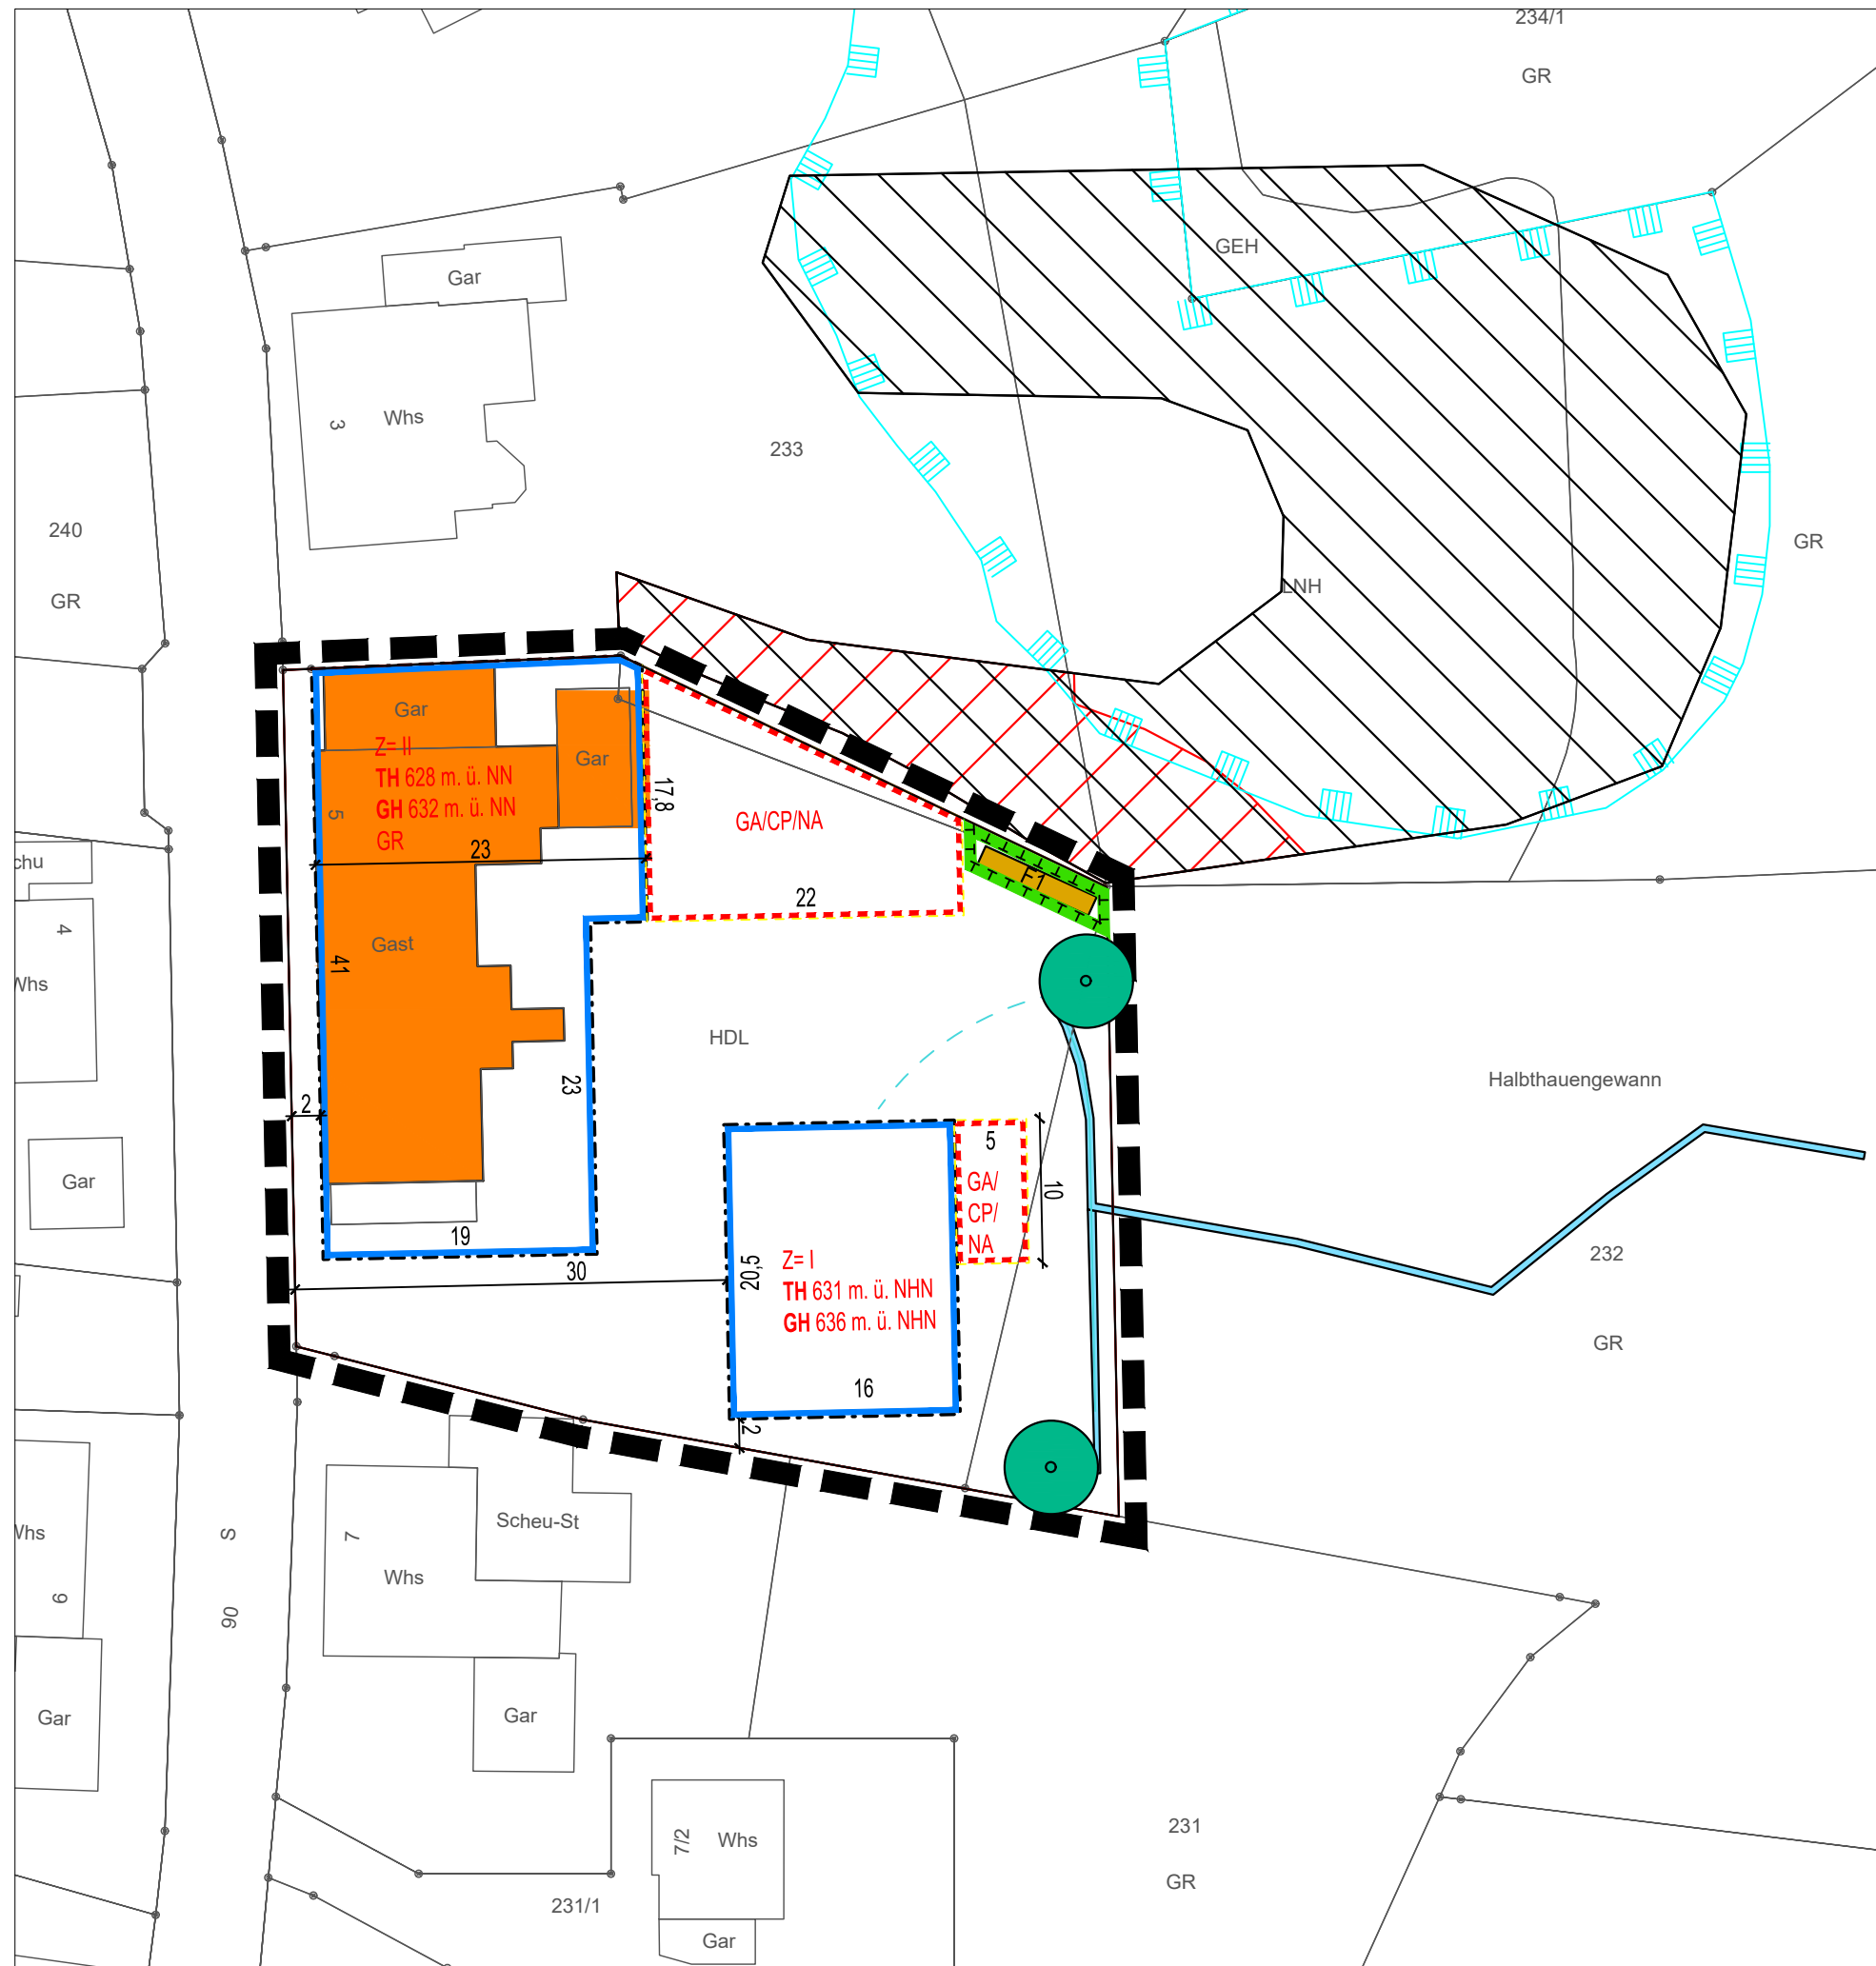 234/1
GR
GEH
Gar
3
Whs
233
240
GR
GR
LNH
Gar
Z= II
TH 628 m. ü. NN
GH 632 m. ü. NN
GR
5
Gar
17,8
GA/CP/NA
23
22
F1
chu
4
Whs
Gast
41
HDL
23
2
Halbthauengewann
Gar
5
10
GA/
CP/
NA
19
30
20,5
Z= I
TH 631 m. ü. NHN
GH 636 m. ü. NHN
232
GR
16
2
Scheu-St
7
Whs
S
90
Whs
9
Gar
Gar
7/2
Whs
231
GR
231/1
Gar